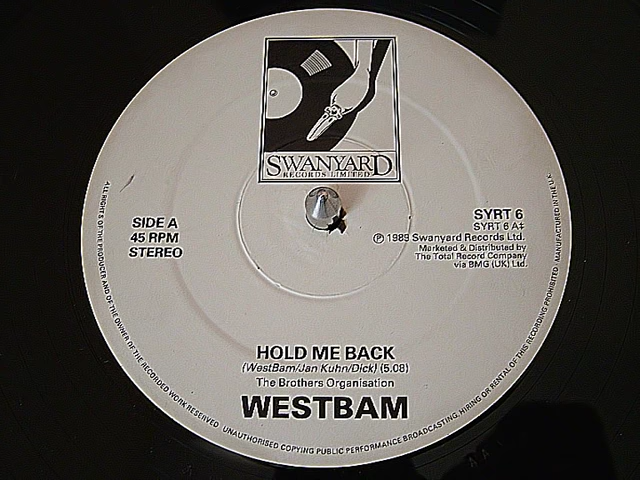 SWANYARD
RECORDS LIMITED
SIDE A
45 RPM
STEREO
SYRT 6
SYRT 6 A‡
℗ 1989 Swanyard Records Ltd.
Marketed & Distributed by
The Total Record Company
via BMG (UK) Ltd.
HOLD ME BACK
(WestBam/Jan Kuhn/Dick) (5.08)
The Brothers Organisation
WESTBAM
ALL RIGHTS OF THE PRODUCER AND OF THE OWNER OF THE RECORDED WORK RESERVED · UNAUTHORISED COPYING PUBLIC PERFORMANCE BROADCASTING, HIRING OR RENTAL OF THIS RECORDING PROHIBITED · MANUFACTURED IN THE U.K.